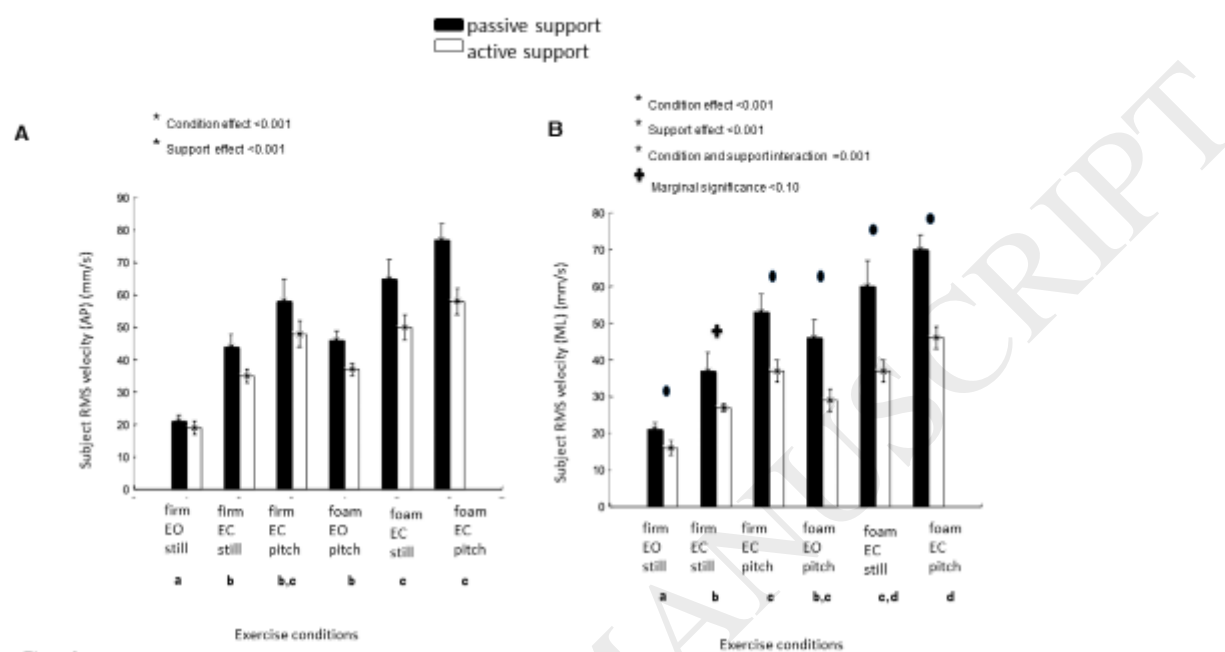 passive support
active support
A
* Condition effect <0.001
* Support effect <0.001
Subject RMS velocity (AP) (mm/s)
90
80
70
60
50
40
30
20
10
0
firm EO still
firm EC still
firm EC pitch
foam EO pitch
foam EC still
foam EC pitch
a b b,c b c c
Exercise conditions
B
* Condition effect <0.001
* Support effect <0.001
* Condition and support interaction =0.001
✚ Marginal significance <0.10
Subject RMS velocity (ML) (mm/s)
80
70
60
50
40
30
20
10
0
firm EO still
firm EC still
firm EC pitch
foam EO pitch
foam EC still
foam EC pitch
a b c b,c c,d d
Exercise conditions
MANUSCRIPT